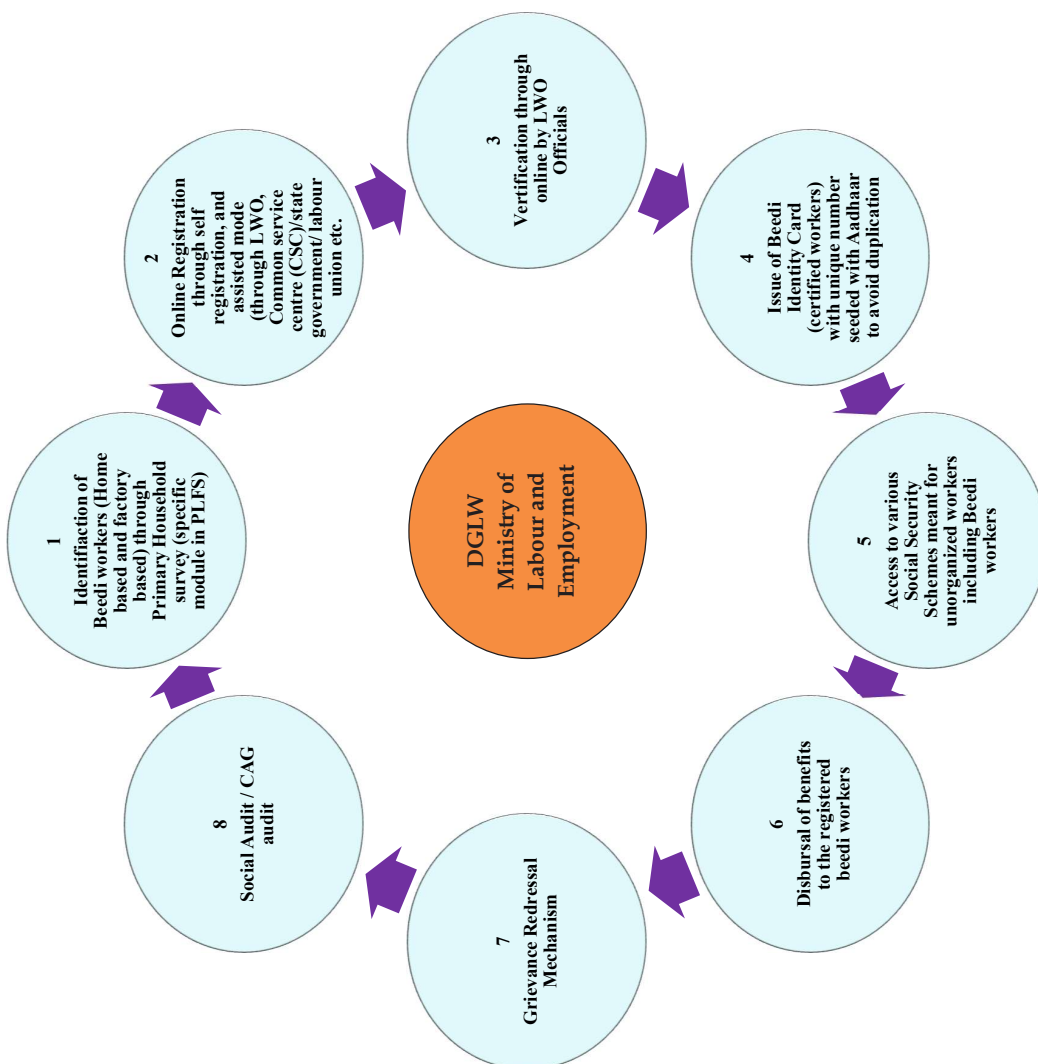 1
Identifiaction of
Beedi workers (Home
based and factory
based) through
Primary Household
survey (specific
module in PLFS)
2
Online Registration
through self
registration, and
assisted mode
(through LWO,
Common service
centre (CSC)/state
government/ labour
union etc.
3
Vertification through
online by LWO
Officials
4
Issue of Beedi
Identity Card
(certified workers)
with unique number
seeded with Aadhaar
to avoid duplication
5
Access to various
Social Security
Schemes meant for
unorganized workers
including Beedi
workers
6
Disbursal of benefits
to the registered
beedi workers
7
Grievance Redressal
Mechanism
8
Social Audit / CAG
audit
DGLW
Ministry of
Labour and
Employment